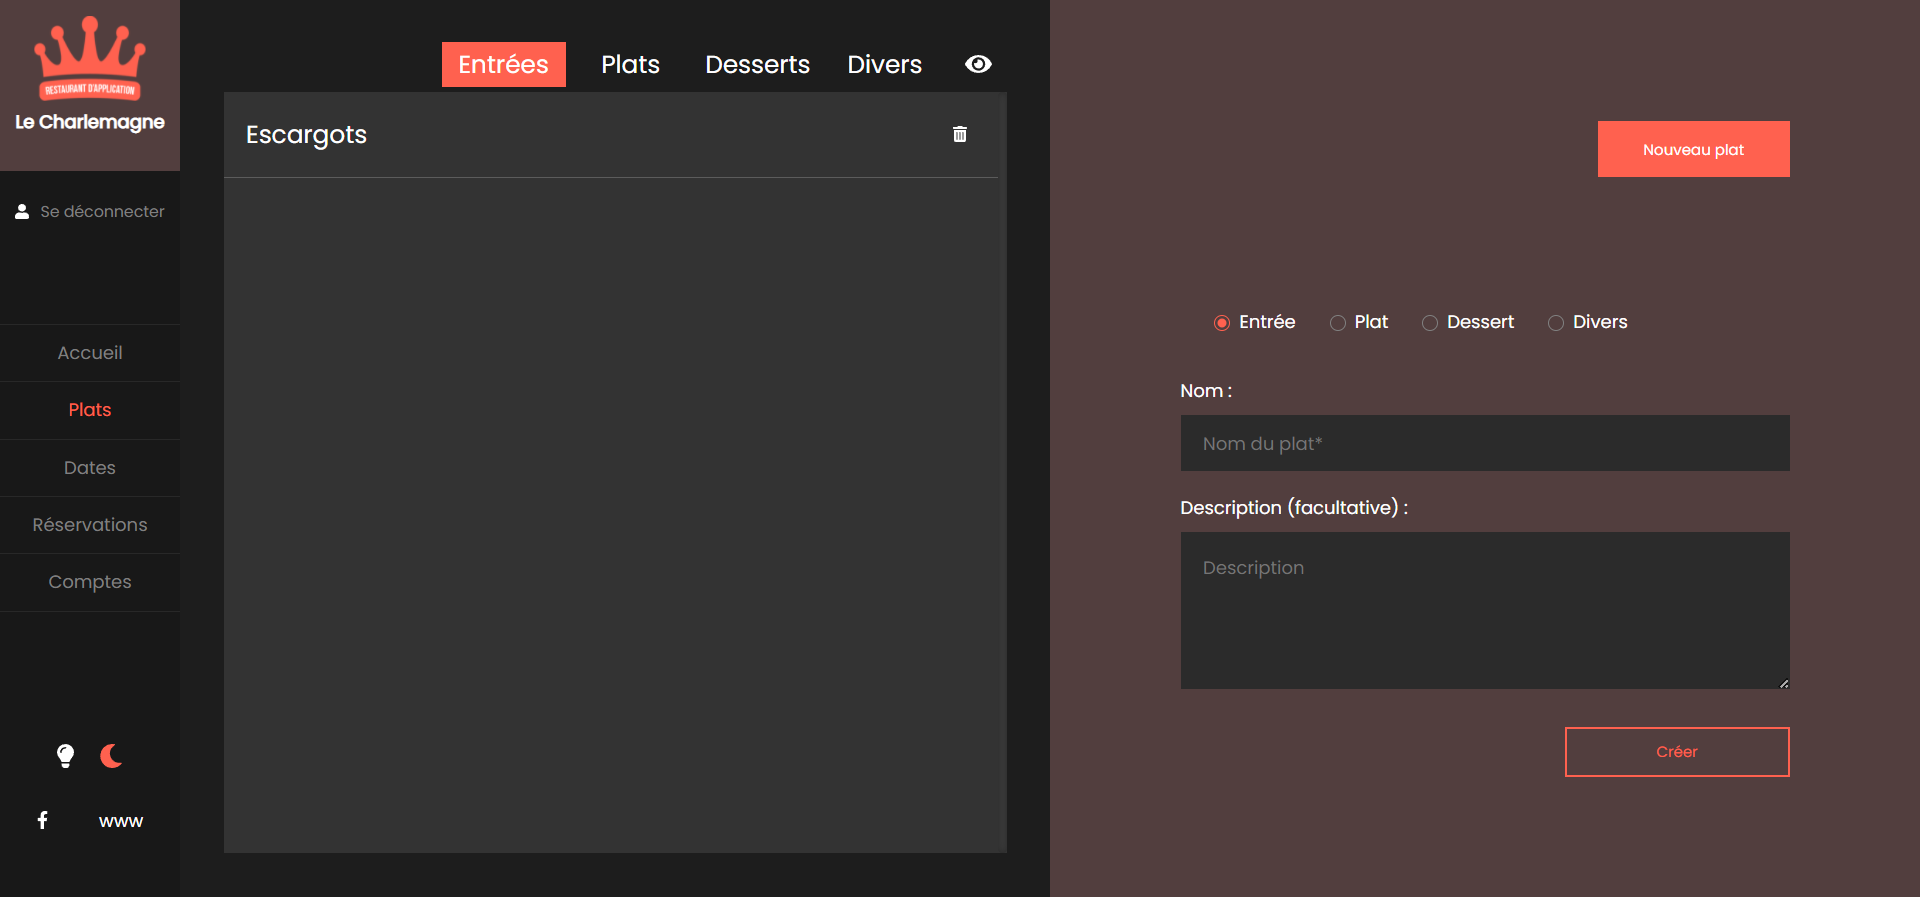 RESTAURANT D'APPLICATION
Le Charlemagne
Se déconnecter
Accueil
Plats
Dates
Réservations
Comptes
www
Entrées Plats Desserts Divers
Escargots
Nouveau plat
Entrée Plat Dessert Divers
Nom :
Nom du plat*
Description (facultative) :
Description
Créer